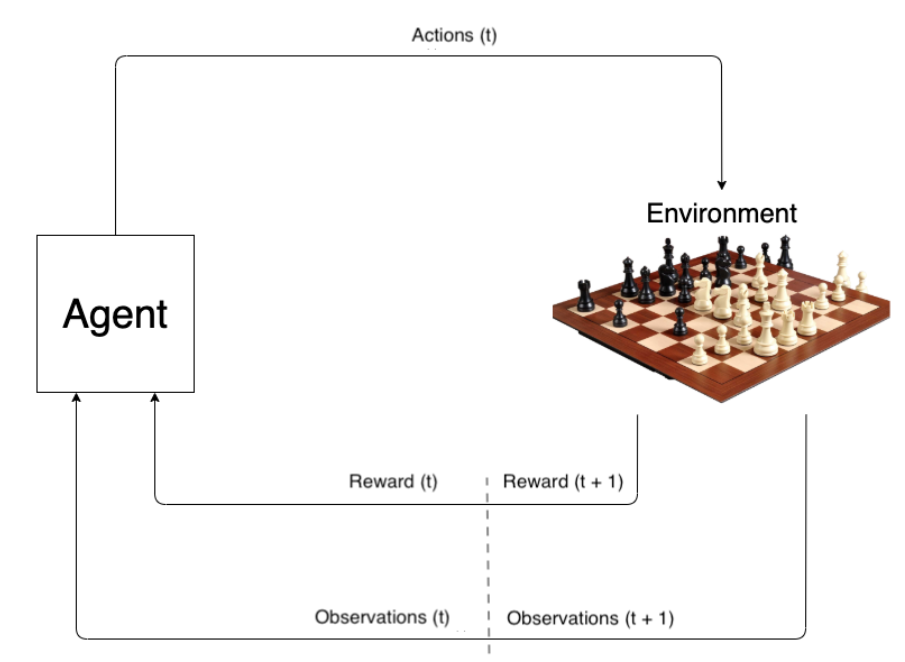 Actions (t)
Environment
Agent
Reward (t)
Reward (t + 1)
Observations (t)
Observations (t + 1)